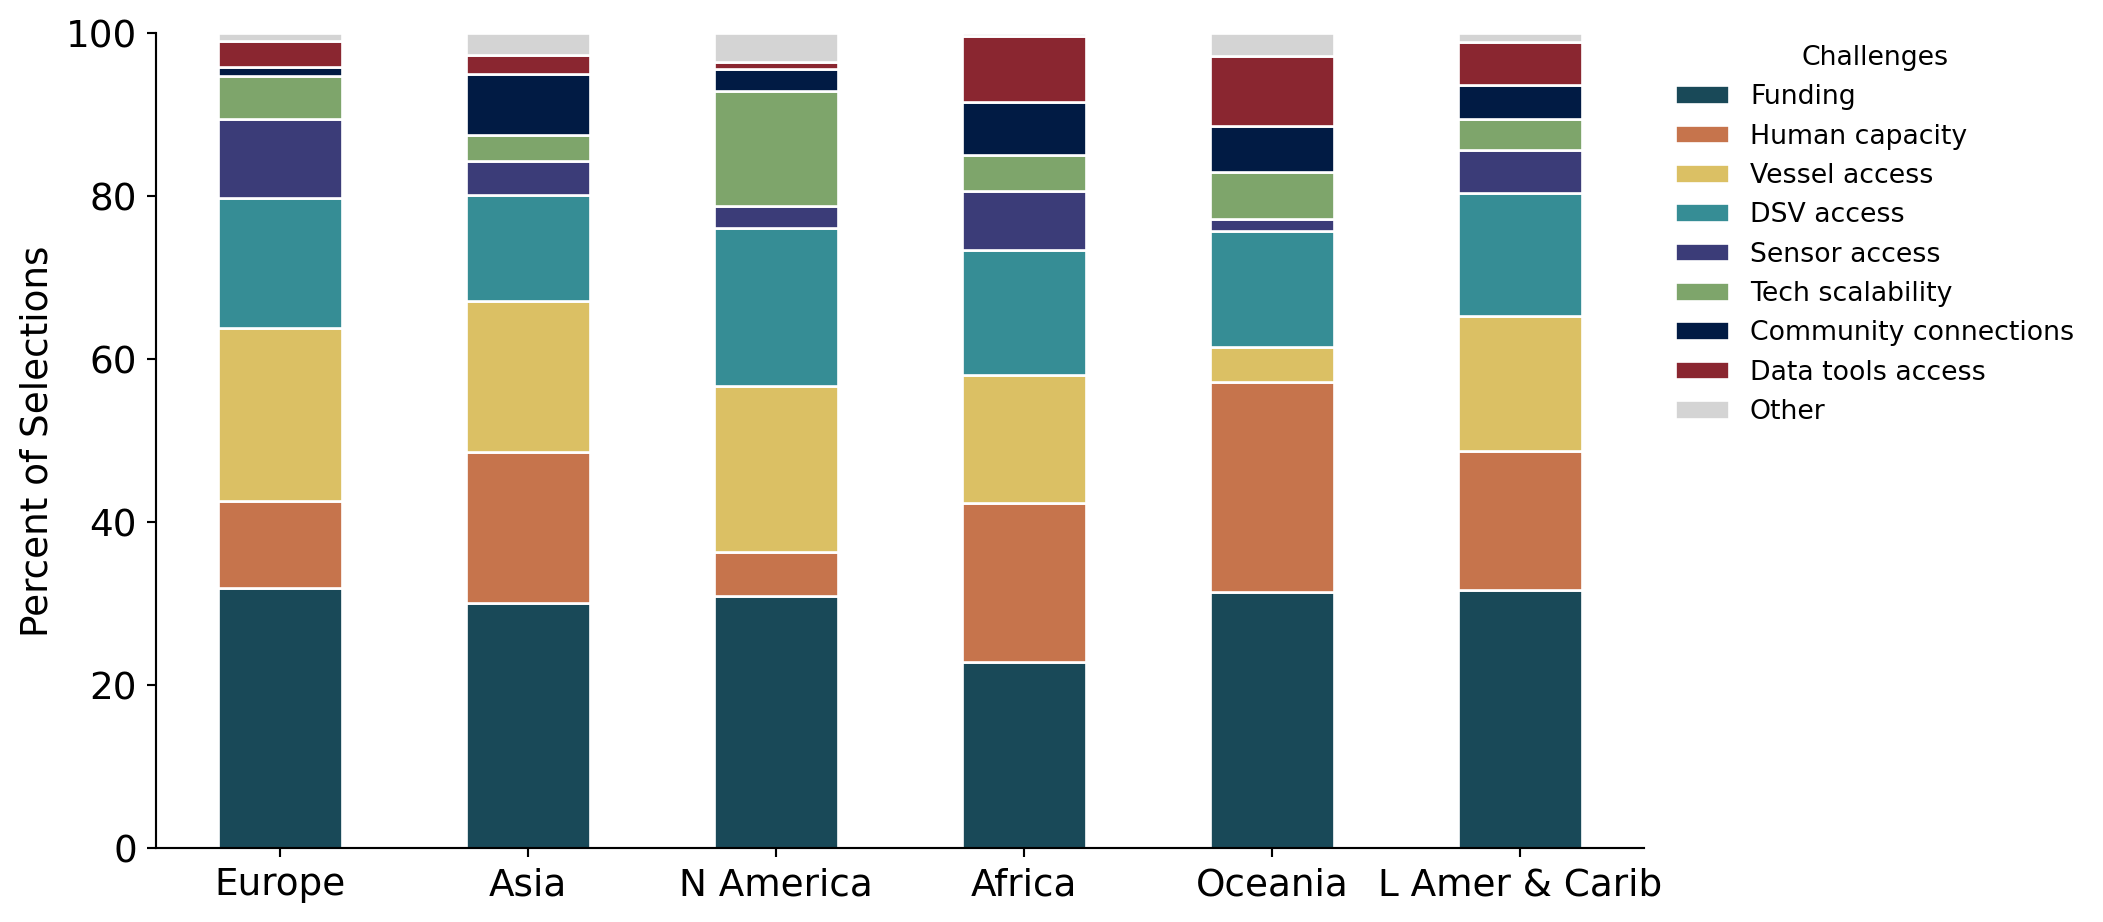 Percent of Selections
100
80
60
40
20
0
Europe
Asia
N America
Africa
Oceania
L Amer & Carib
Challenges
Funding
Human capacity
Vessel access
DSV access
Sensor access
Tech scalability
Community connections
Data tools access
Other